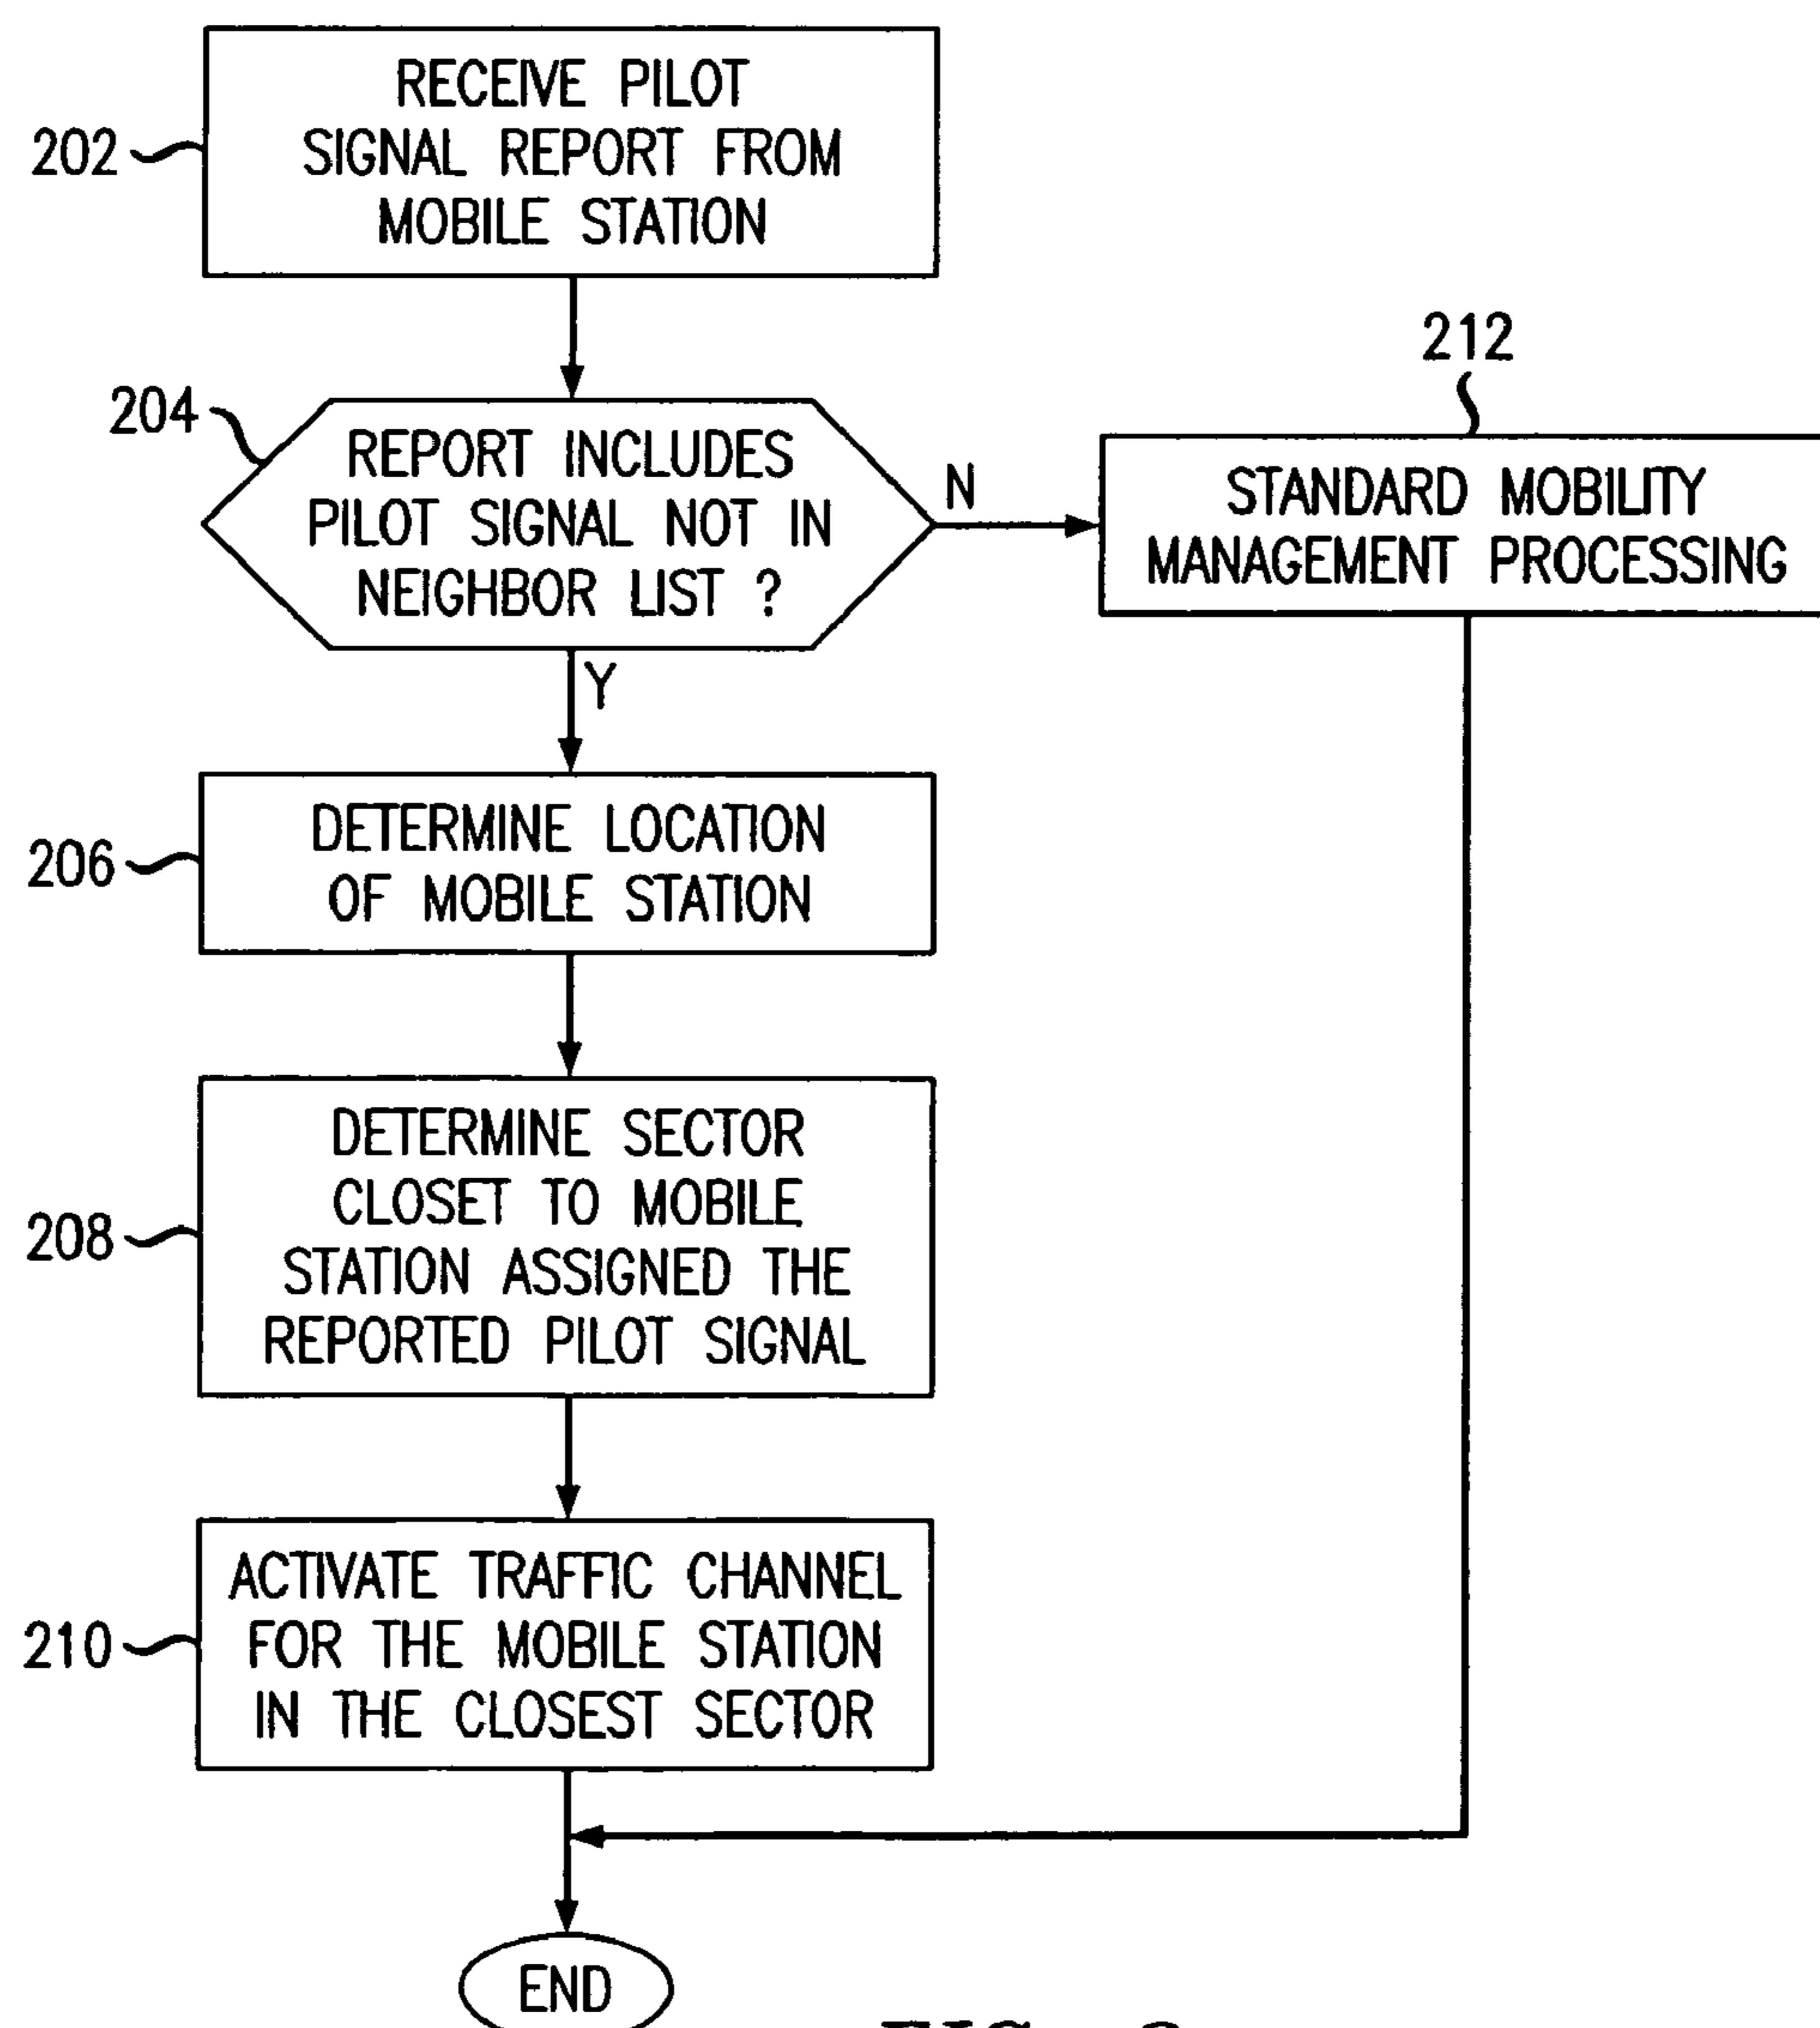 RECEIVE PILOT
SIGNAL REPORT FROM
MOBILE STATION
202
204
REPORT INCLUDES
PILOT SIGNAL NOT IN
NEIGHBOR LIST ?
N
212
STANDARD MOBILITY
MANAGEMENT PROCESSING
Y
206
DETERMINE LOCATION
OF MOBILE STATION
208
DETERMINE SECTOR
CLOSET TO MOBILE
STATION ASSIGNED THE
REPORTED PILOT SIGNAL
210
ACTIVATE TRAFFIC CHANNEL
FOR THE MOBILE STATION
IN THE CLOSEST SECTOR
END